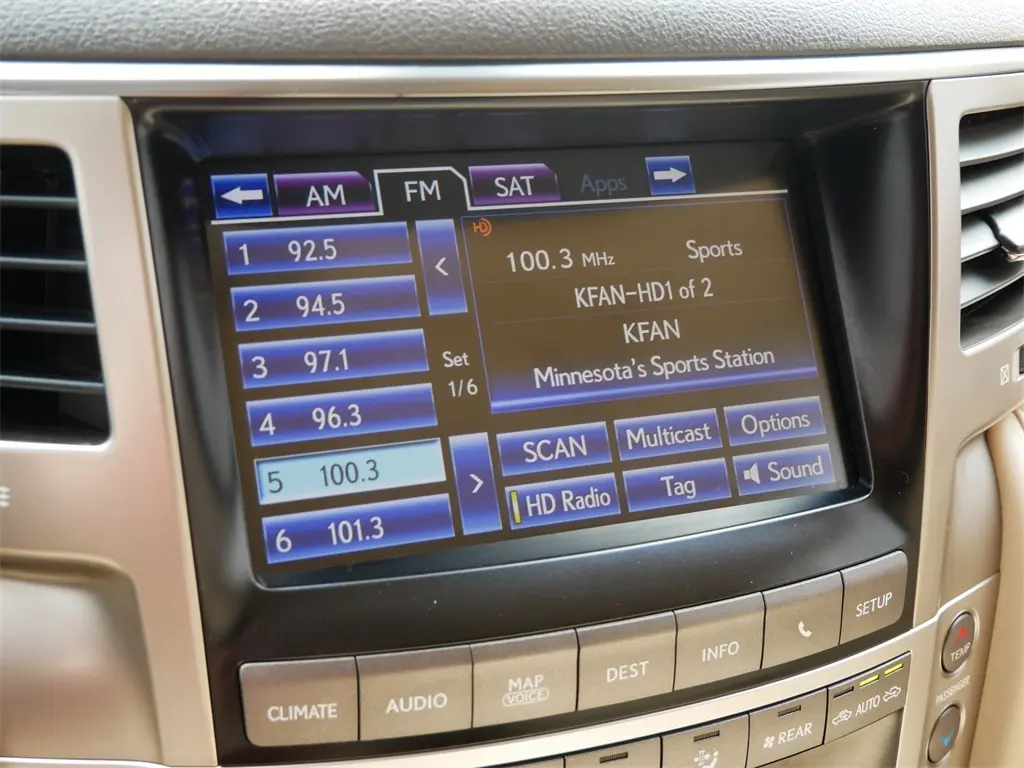 AM FM SAT Apps
HD
1 92.5
2 94.5
3 97.1
4 96.3
5 100.3
6 101.3
<
Set
1/6
>
100.3 MHz Sports
KFAN-HD1 of 2
KFAN
Minnesota's Sports Station
SCAN Multicast Options
HD Radio Tag Sound
CLIMATE AUDIO MAP DEST INFO SETUP
VOICE
TEMP
PASSENGER
REAR AUTO